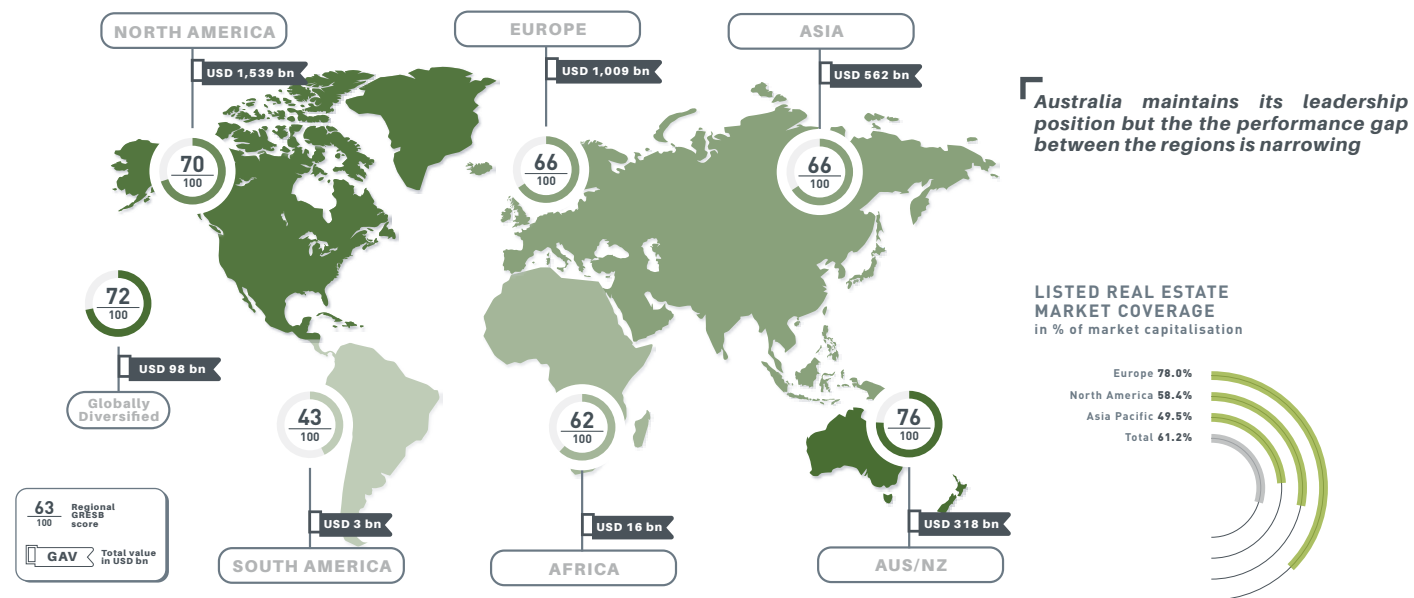 NORTH AMERICA
USD 1,539 bn
70
100
EUROPE
USD 1,009 bn
66
100
ASIA
USD 562 bn
66
100
Australia maintains its leadership
position but the the performance gap
between the regions is narrowing
72
100
USD 98 bn
Globally
Diversified
43
100
USD 3 bn
SOUTH AMERICA
62
100
USD 16 bn
AFRICA
76
100
USD 318 bn
AUS/NZ
LISTED REAL ESTATE
MARKET COVERAGE
in % of market capitalisation
Europe 78.0%
North America 58.4%
Asia Pacific 49.5%
Total 61.2%
63
100
Regional
GRESB
score
GAV
Total value
in USD bn